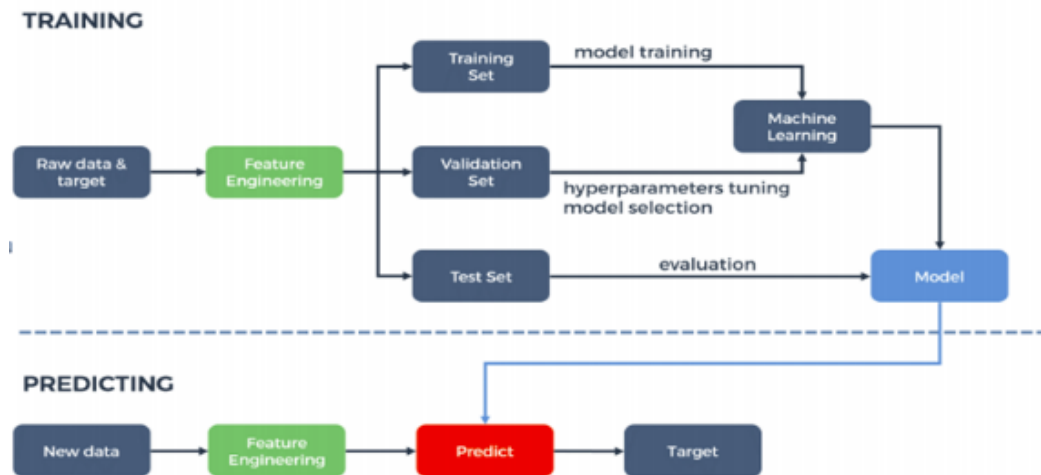 TRAINING
Training
Set
model training
Machine
Learning
Raw data &
target
Feature
Engineering
Validation
Set
hyperparameters tuning
model selection
Test Set
evaluation
Model
PREDICTING
New data
Feature
Engineering
Predict
Target